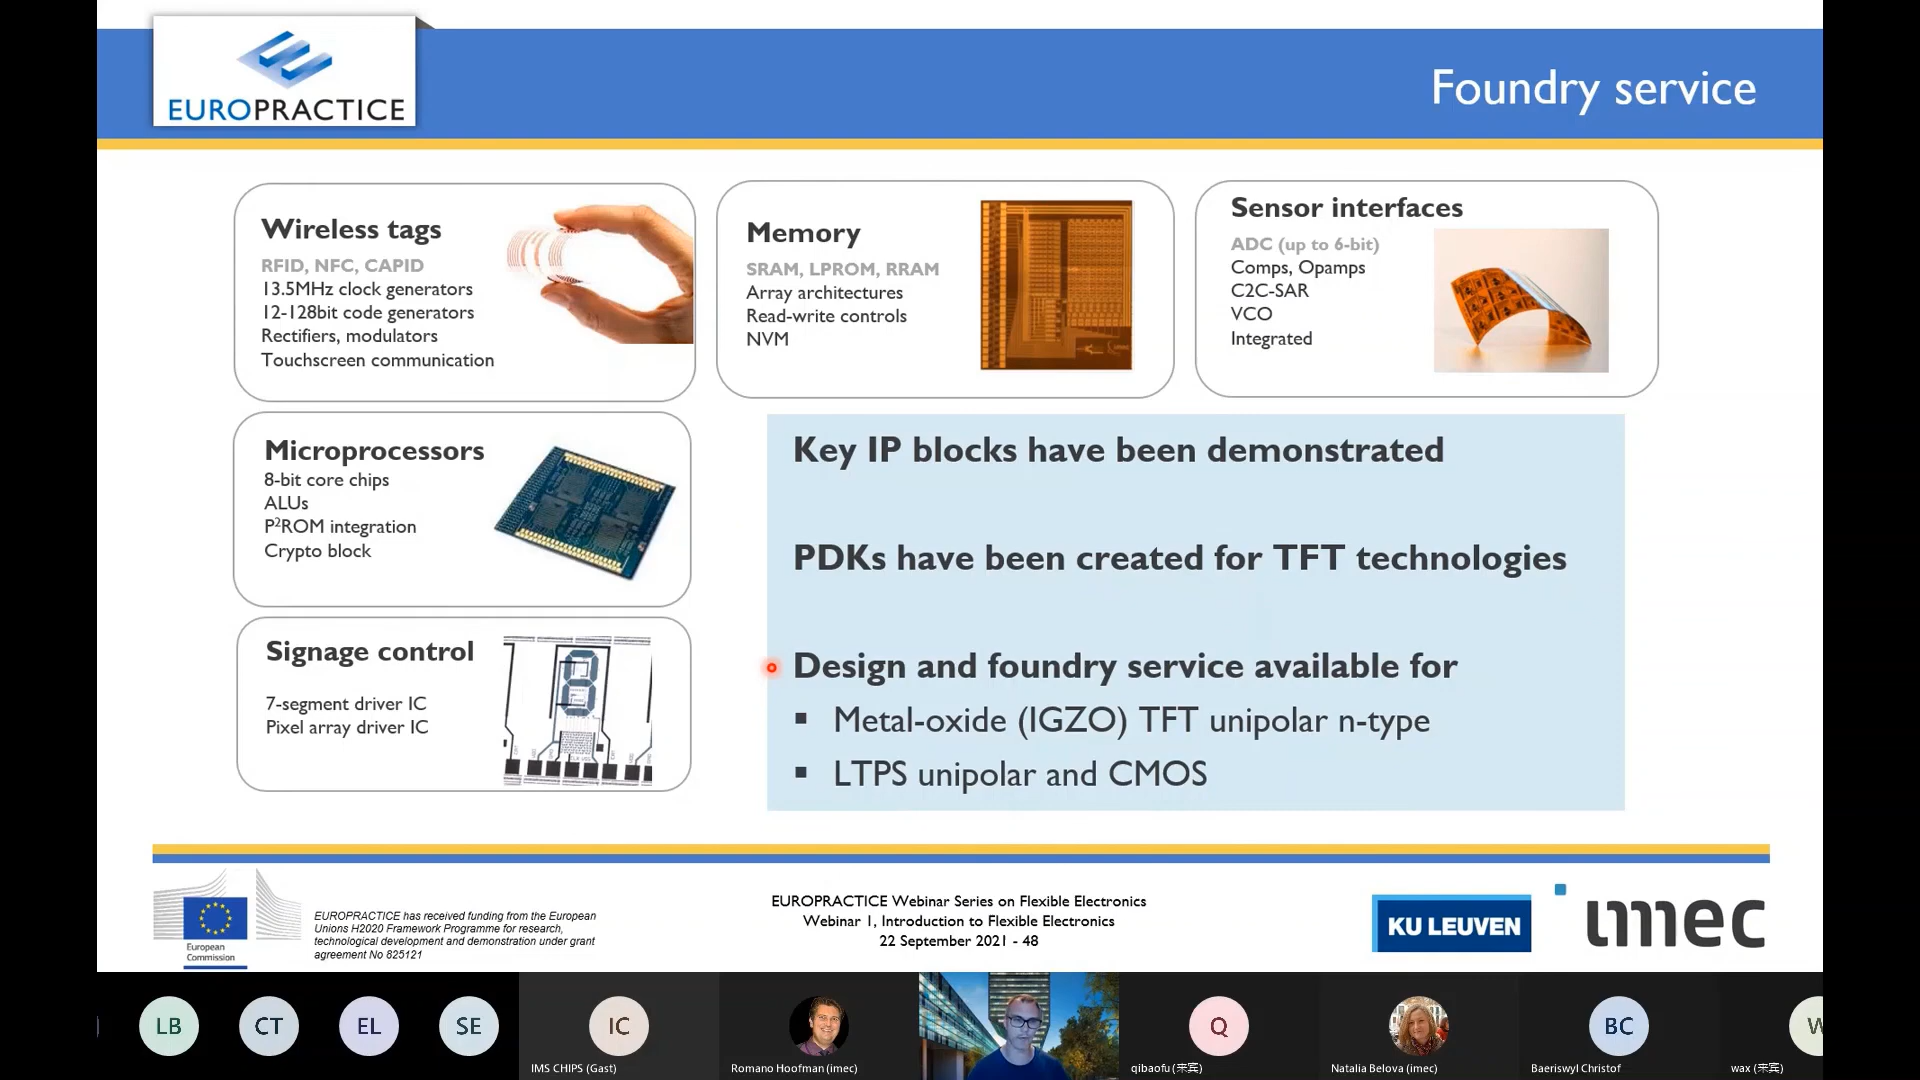 EUROPRACTICE
Foundry service
Wireless tags
RFID, NFC, CAPID
13.5MHz clock generators
12-128bit code generators
Rectifiers, modulators
Touchscreen communication
Memory
SRAM, LPROM, RRAM
Array architectures
Read-write controls
NVM
Sensor interfaces
ADC (up to 6-bit)
Comps, Opamps
C2C-SAR
VCO
Integrated
Microprocessors
8-bit core chips
ALUs
P²ROM integration
Crypto block
Signage control
7-segment driver IC
Pixel array driver IC
Key IP blocks have been demonstrated
PDKs have been created for TFT technologies
Design and foundry service available for
▪ Metal-oxide (IGZO) TFT unipolar n-type
▪ LTPS unipolar and CMOS
European
Commission
EUROPRACTICE has received funding from the European
Unions H2020 Framework Programme for research,
technological development and demonstration under grant
agreement No 825121
EUROPRACTICE Webinar Series on Flexible Electronics
Webinar 1, Introduction to Flexible Electronics
22 September 2021 - 48
KU LEUVEN
imec
LB
CT
EL
SE
IC
IMS CHIPS (Gast)
Romano Hoofman (imec)
Q
qibaofu (来宾)
Natalia Belova (imec)
BC
Baeriswyl Christof
W
wax (来宾)